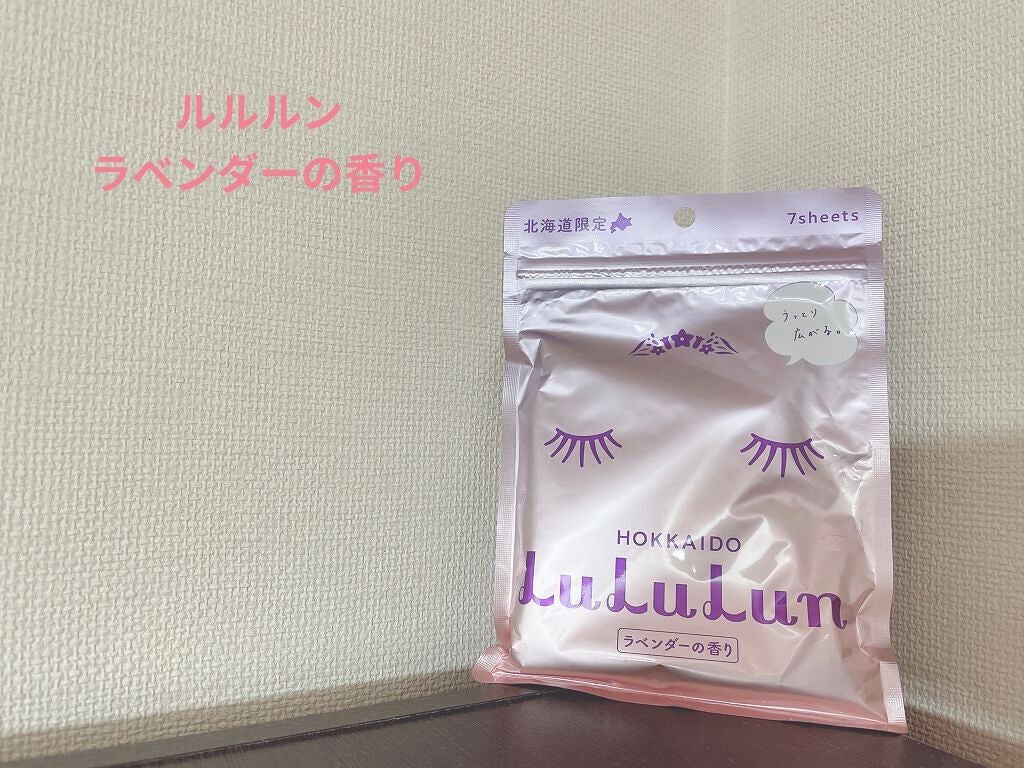 ルルルン
ラベンダーの香り
北海道限定
7sheets
うっとり
広がる。
HOKKAIDO
LuLuLun
ラベンダーの香り